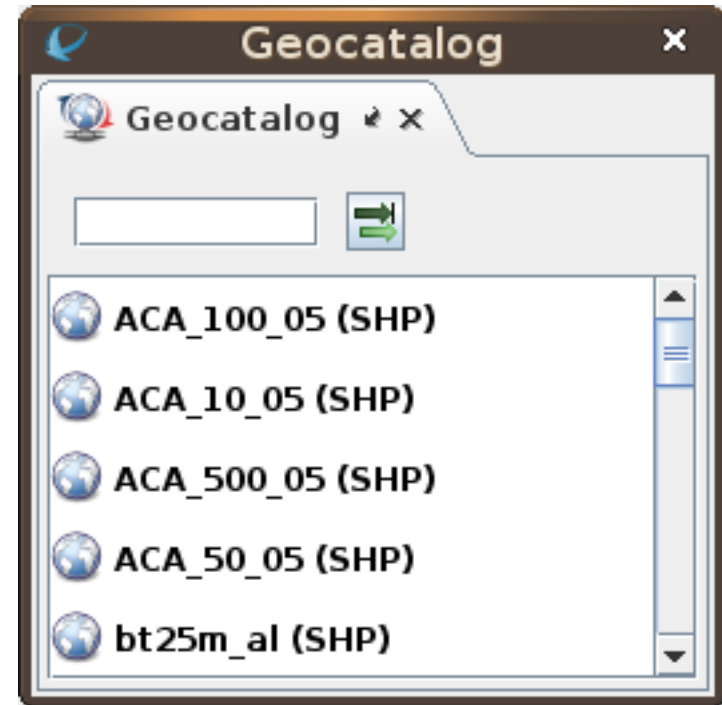 Geocatalog
Geocatalog
ACA_100_05 (SHP)
ACA_10_05 (SHP)
ACA_500_05 (SHP)
ACA_50_05 (SHP)
bt25m_al (SHP)